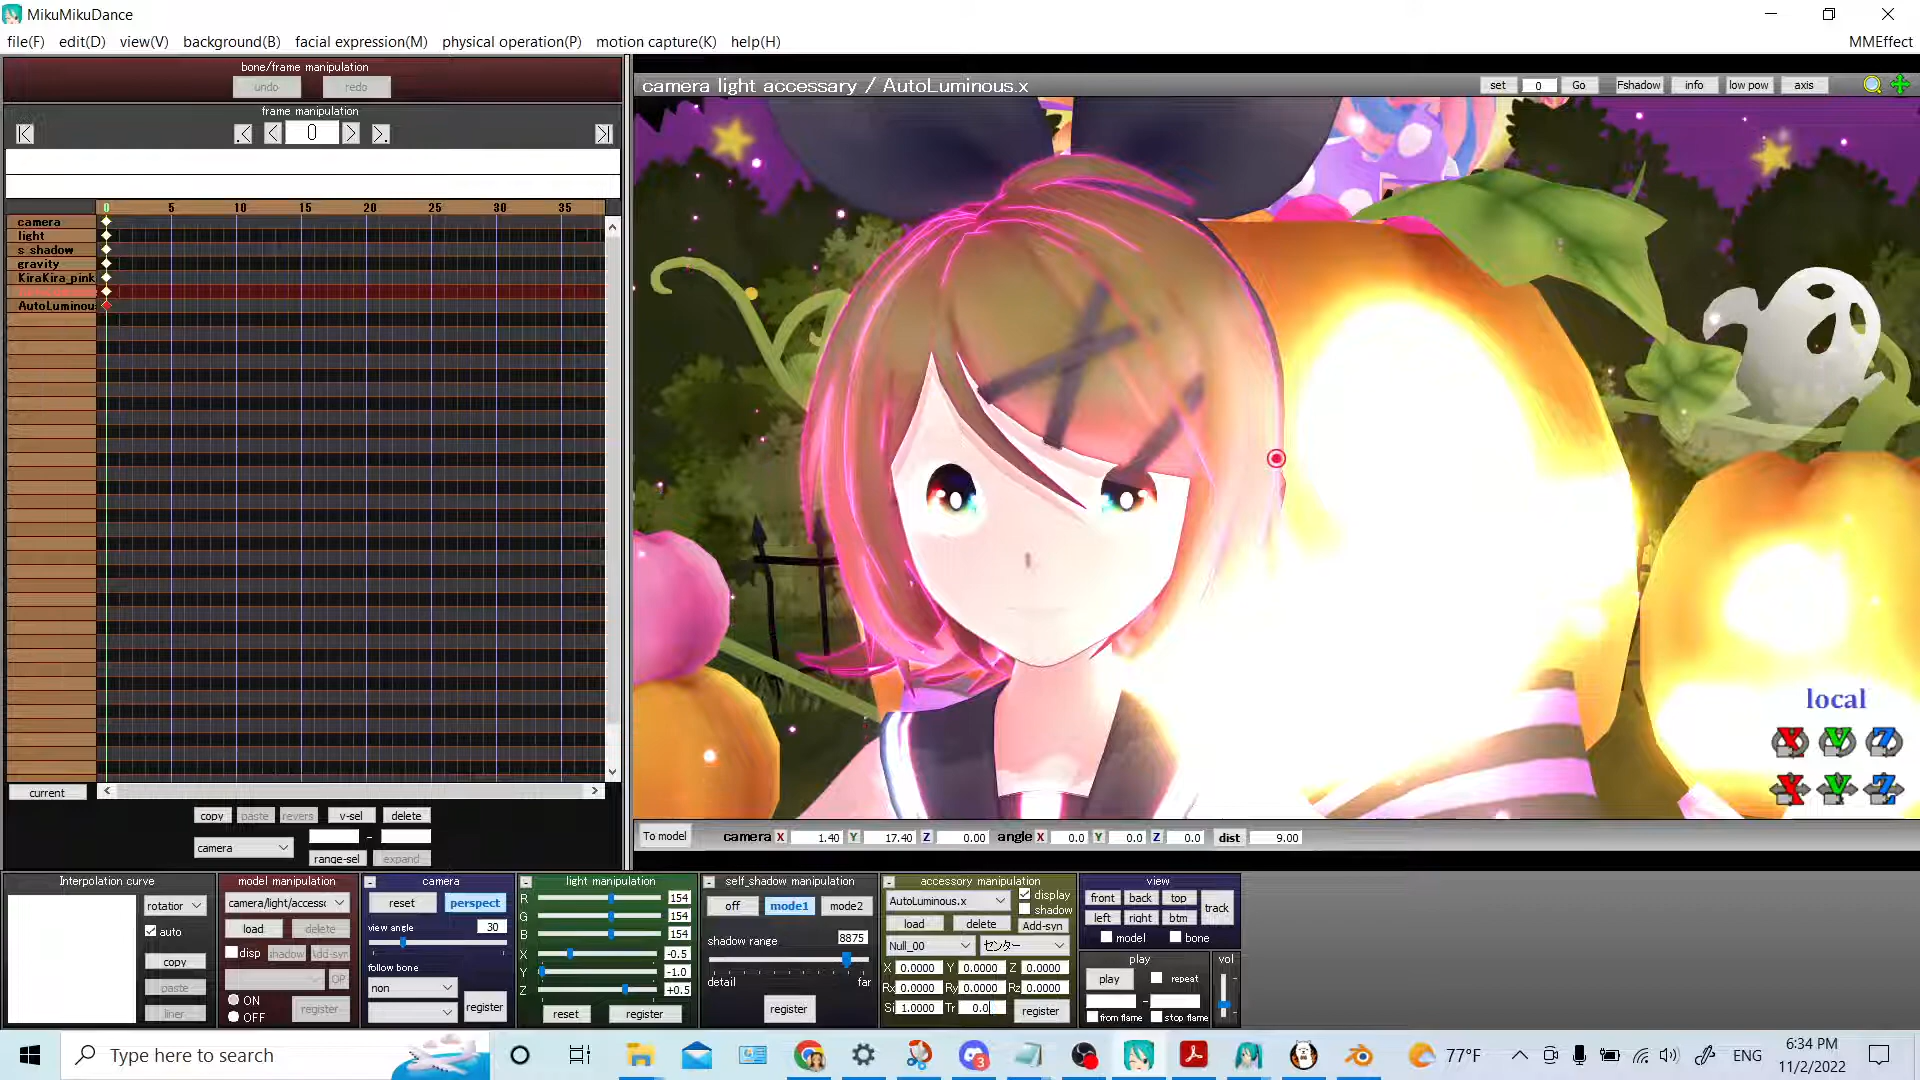 MikuMikuDance
file(F) edit(D) view(V) background(B) facial expression(M) physical operation(P) motion capture(K) help(H) MMEffect
bone/frame manipulation
undo redo
frame manipulation
0
camera light accessary / AutoLuminous.x set 0 Go Fshadow info low pow axis
0 5 10 15 20 25 30 35
camera
light
s shadow
gravity
KiraKira_pink
AutoLuminou
local
X Y Z
X Y Z
current
copy paste revers v-sel delete
-
camera
range-sel expand
To model camera X 1.40 Y 17.40 Z 0.00 angle X 0.0 Y 0.0 Z 0.0 dist 9.00
Interpolation curve
rotatior
auto
copy
paste
liner
model manipulation
camera/light/access
load delete
disp shadow Add-syn
OP
ON
OFF
register
camera
reset perspect
view angle 30
follow bone
non
register
light manipulation
R 154
G 154
B 154
X -0.5
Y -1.0
Z +0.5
reset register
self_shadow manipulation
off mode1 mode2
shadow range 8875
detail far
register
accessory manipulation
AutoLuminous.x display
shadow
load delete Add-syn
Null_00 センター
X 0.0000 Y 0.0000 Z 0.0000
Rx 0.0000 Ry 0.0000 Rz 0.0000
Si 1.0000 Tr 0.0 register
view
front back top
left right btm track
model bone
play
play repeat
-
from flame stop flame
vol
Type here to search
3
77°F ENG 6:34 PM
11/2/2022